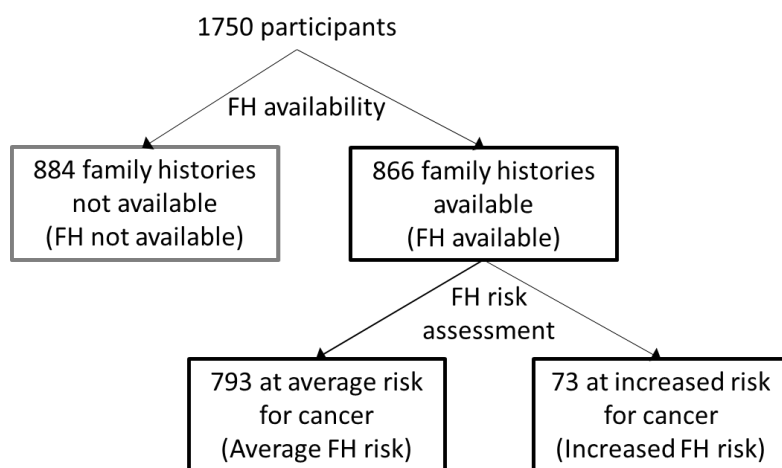 1750 participants
FH availability
884 family histories
not available
(FH not available)
866 family histories
available
(FH available)
FH risk
assessment
793 at average risk
for cancer
(Average FH risk)
73 at increased risk
for cancer
(Increased FH risk)